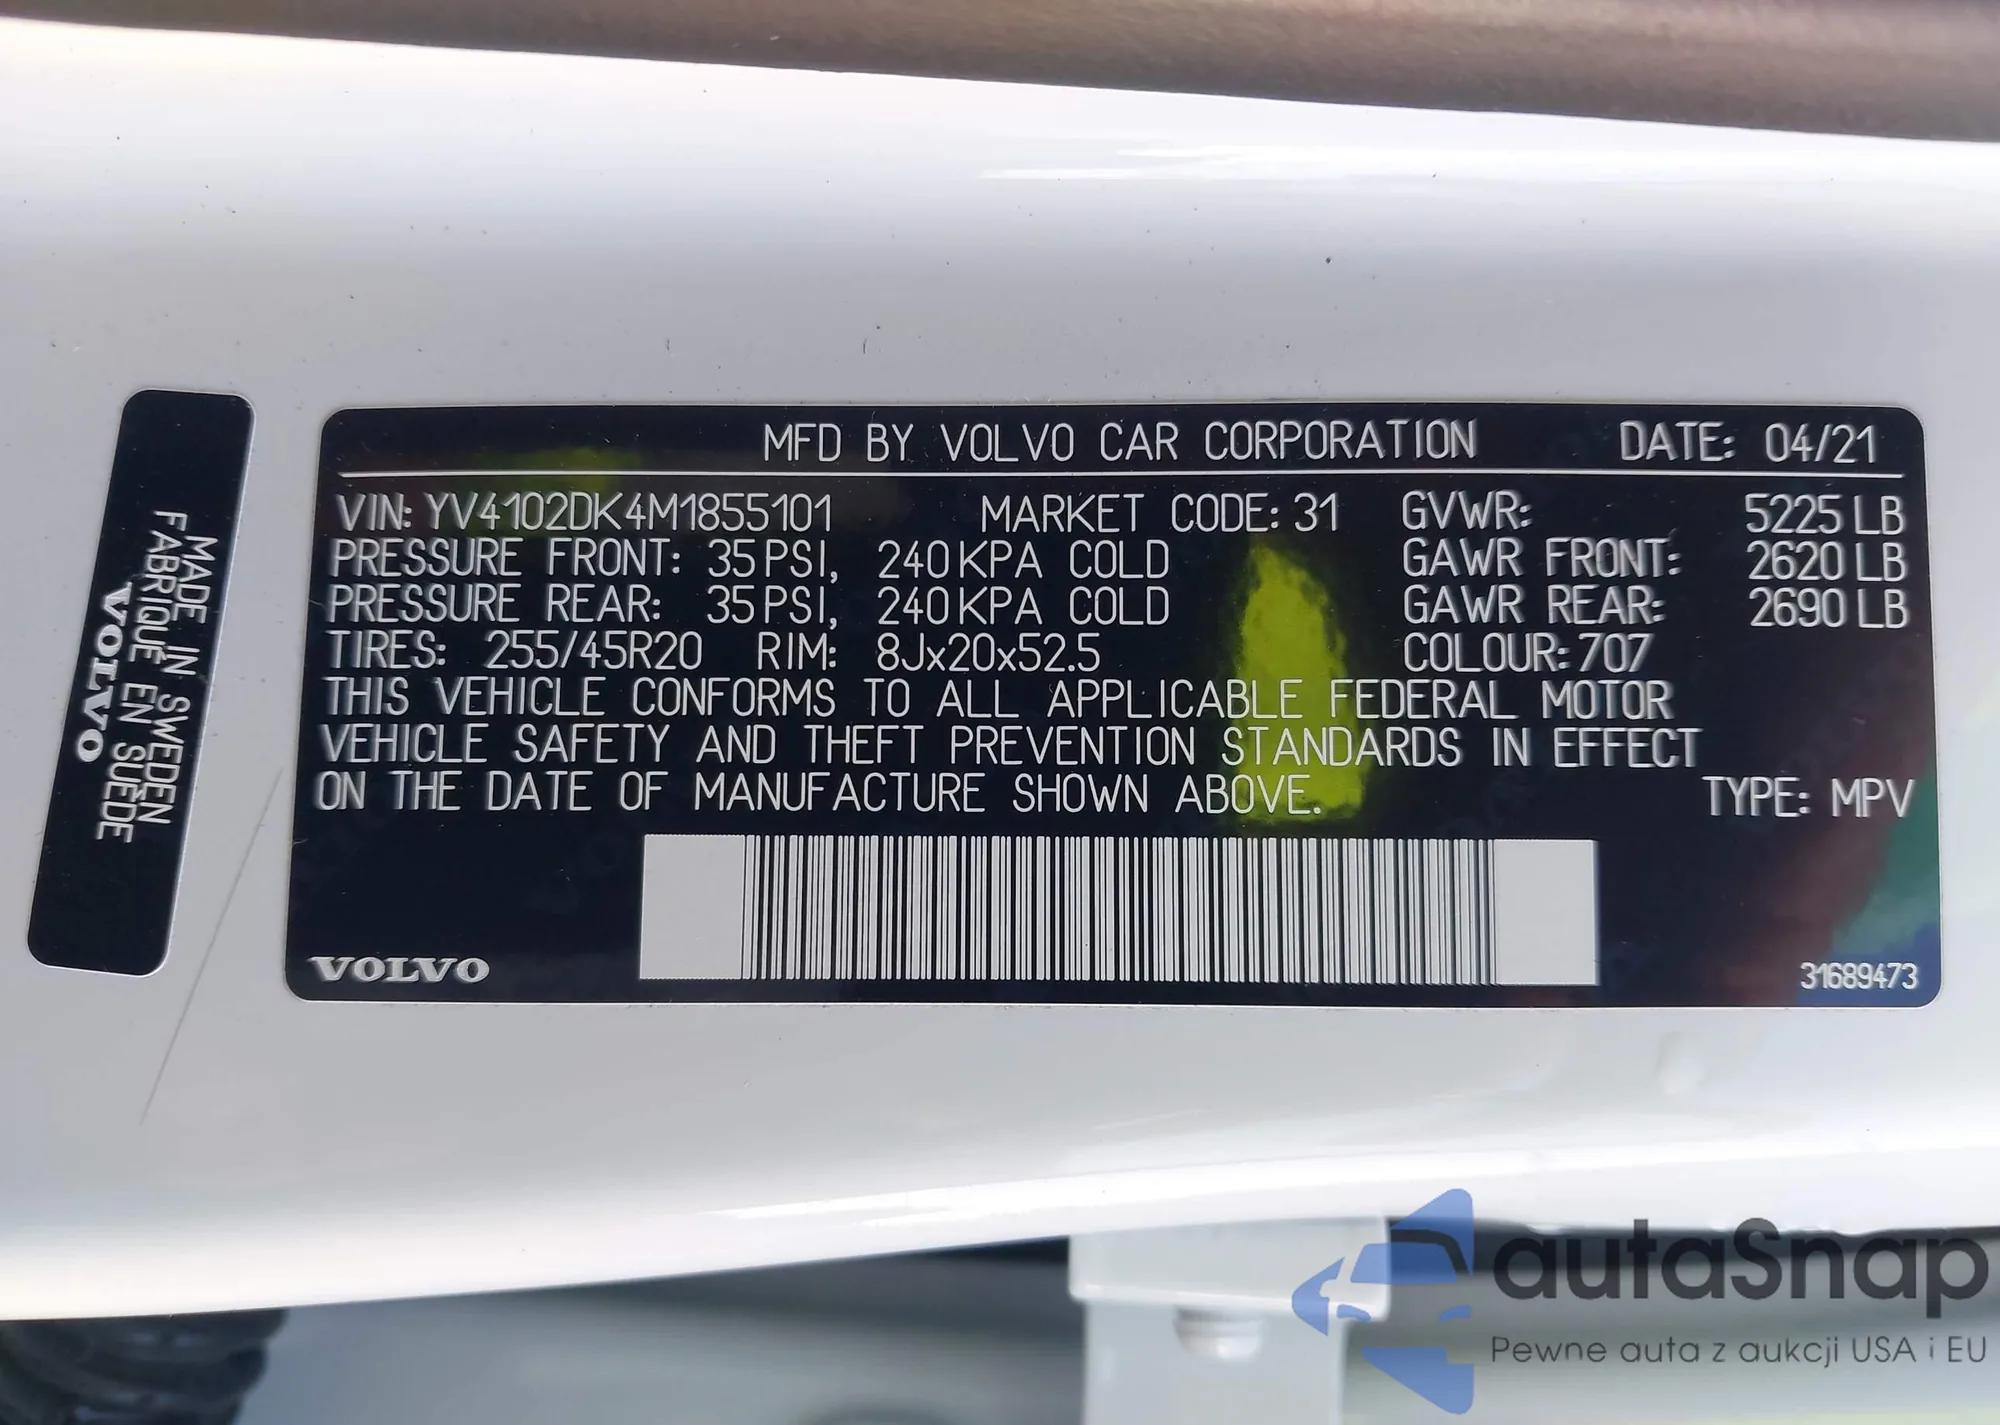 MADE IN SWEDEN
FABRIQUÉ EN SUÈDE
VOLVO
MFD BY VOLVO CAR CORPORATION DATE: 04/21
VIN: YV4102DK4M1855101 MARKET CODE: 31 GVWR: 5225 LB
PRESSURE FRONT: 35 PSI, 240 KPA COLD GAWR FRONT: 2620 LB
PRESSURE REAR: 35 PSI, 240 KPA COLD GAWR REAR: 2690 LB
TIRES: 255/45R20 RIM: 8Jx20x52.5 COLOUR: 707
THIS VEHICLE CONFORMS TO ALL APPLICABLE FEDERAL MOTOR
VEHICLE SAFETY AND THEFT PREVENTION STANDARDS IN EFFECT
ON THE DATE OF MANUFACTURE SHOWN ABOVE. TYPE: MPV
VOLVO 31689473
autaSnap
Pewne auta z aukcji USA i EU